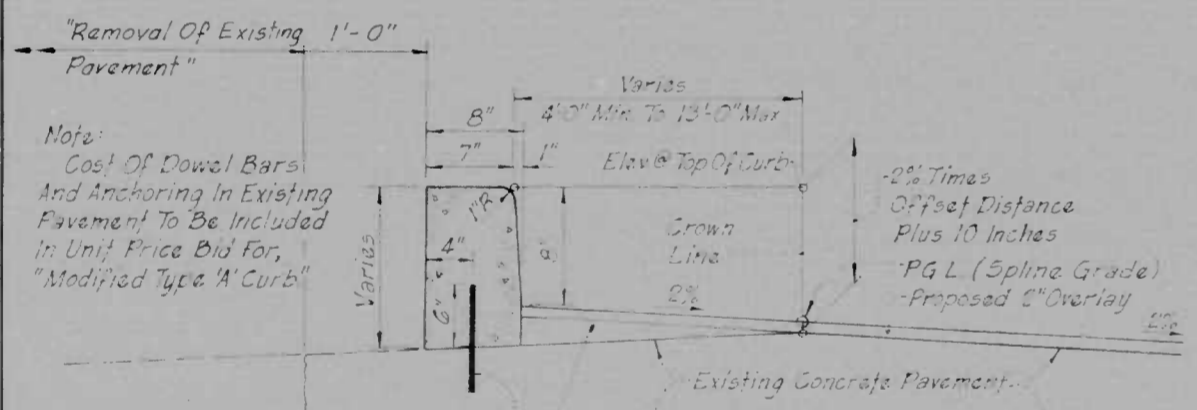 "Removal Of Existing
Pavement"
1'-0"
Varies
4'-0" Min. To 13'-0" Max
8"
7"
1"
Elev @ Top Of Curb
Note:
Cost Of Dowel Bars
And Anchoring In Existing
Pavement To Be Included
In Unit Price Bid For,
"Modified Type 'A' Curb"
Varies
1"R
4"
6"
8"
Crown
Line
2%
-2% Times
Offset Distance
Plus 10 Inches
-PGL (Spline Grade)
-Proposed 2" Overlay
2%
Existing Concrete Pavement